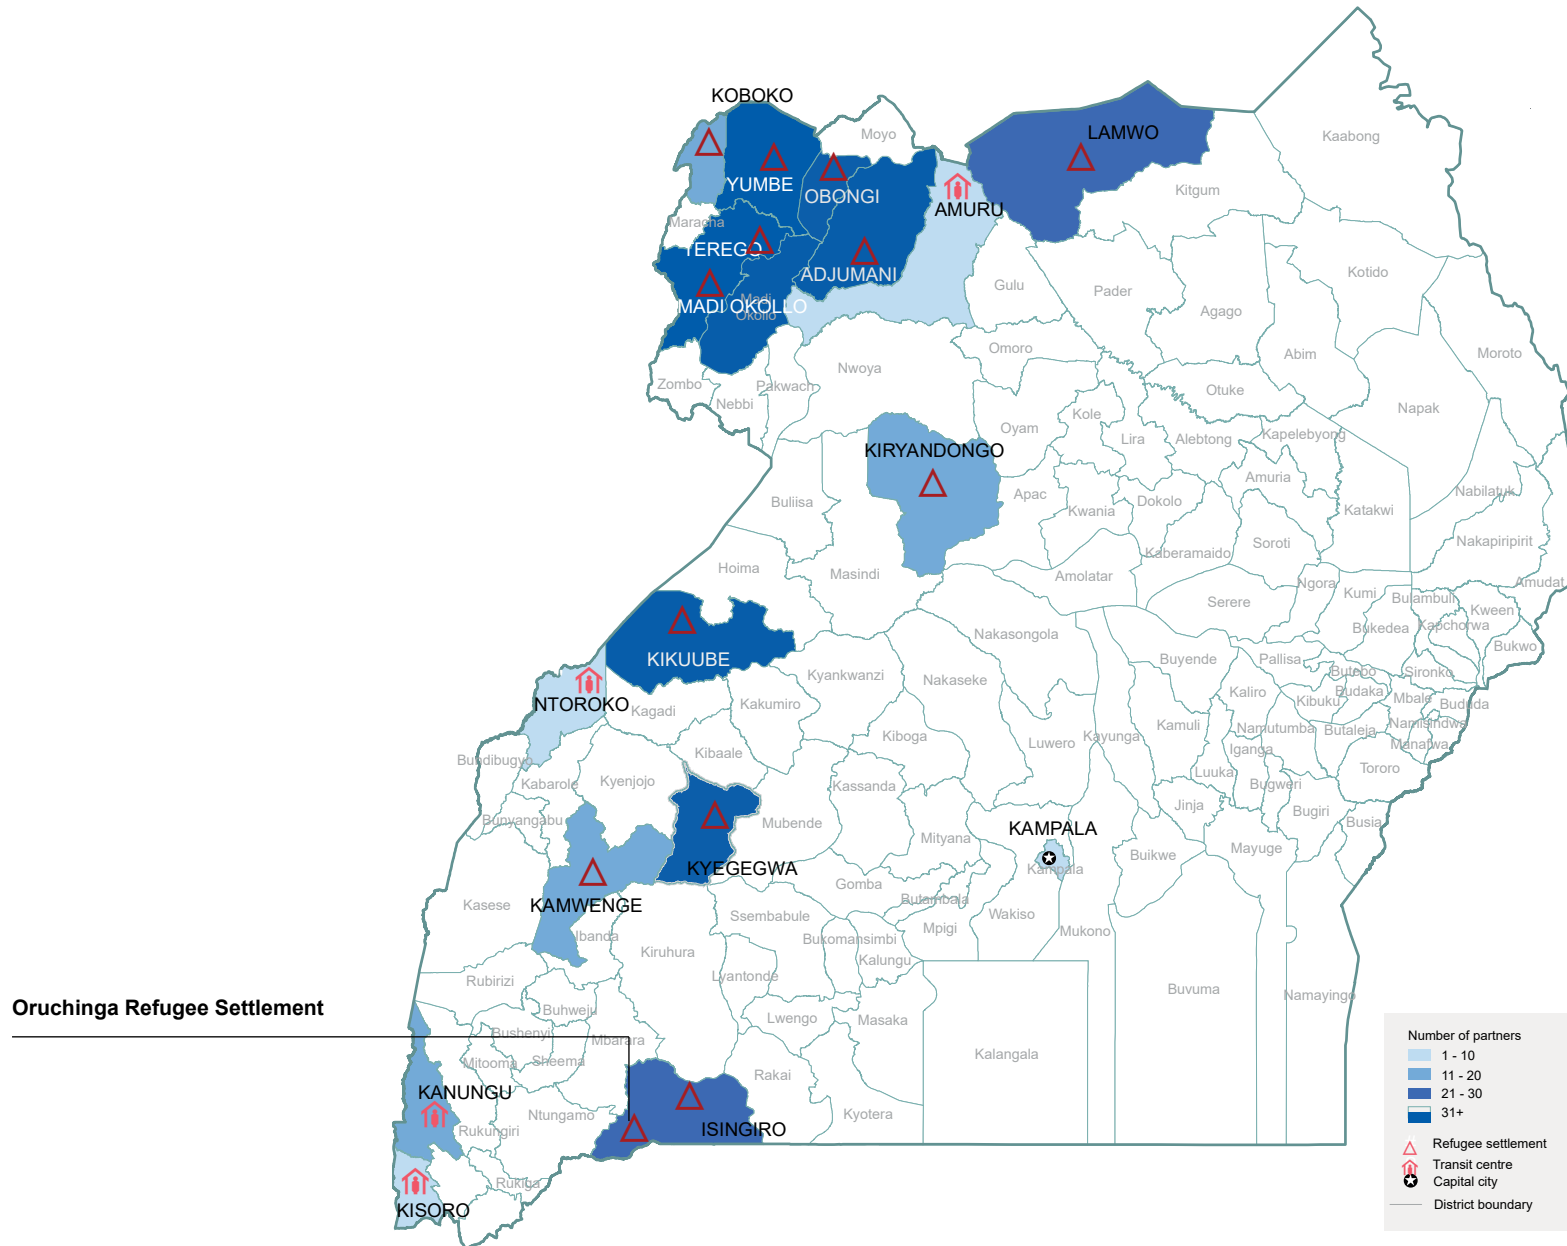 KOBOKO
Moyo
LAMWO
Kaabong
YUMBE
OBONGI
Kitgum
AMURU
Maracha
TEREGO
ADJUMANI
Kotido
Gulu
Pader
MADI OKOLLO
Madi
Okollo
Agago
Omoro
Abim
Moroto
Nwoya
Zombo
Pakwach
Nebbi
Otuke
Napak
Kole
Oyam
Lira
Alebtong
Kapelebyong
KIRYANDONGO
Amuria
Nabilatuk
Apac
Buliisa
Kwania
Dokolo
Katakwi
Soroti
Nakapiripirit
Kaberamaido
Hoima
Masindi
Amolatar
Ngora
Amudat
Kumi
Bulambuli
Serere
Kween
Bukedea
Kapchorwa
Nakasongola
Bukwo
KIKUUBE
Buyende
Pallisa
Kyankwanzi
Nakaseke
Butebo
Sironko
Kaliro
Budaka
NTOROKO
Kagadi
Kakumiro
Kibuku
Mbale
Bududa
Kamuli
Namutumba
Butaleja
Namisindwa
Kiboga
Luwero
Kayunga
Iganga
Manafwa
Kibaale
Bundibugyo
Tororo
Kabarole
Kyenjojo
Kassanda
Luuka
Bugweri
Jinja
Bugiri
Bunyangabu
Mubende
KAMPALA
Busia
Mityana
Buikwe
Mayuge
KYEGEGWA
Kampala
Gomba
Kasese
KAMWENGE
Butambala
Ssembabule
Wakiso
Mpigi
Mukono
Ibanda
Bukomansimbi
Kiruhura
Kalungu
Rubirizi
Lyantonde
Buvuma
Namayingo
Oruchinga Refugee Settlement
Buhweju
Lwengo
Masaka
Bushenyi
Mbarara
Kalangala
Mitooma
Sheema
Rakai
KANUNGU
Ntungamo
Kyotera
Rukungiri
ISINGIRO
Rukiga
KISORO
Number of partners
1 - 10
11 - 20
21 - 30
31+
Refugee settlement
Transit centre
Capital city
District boundary